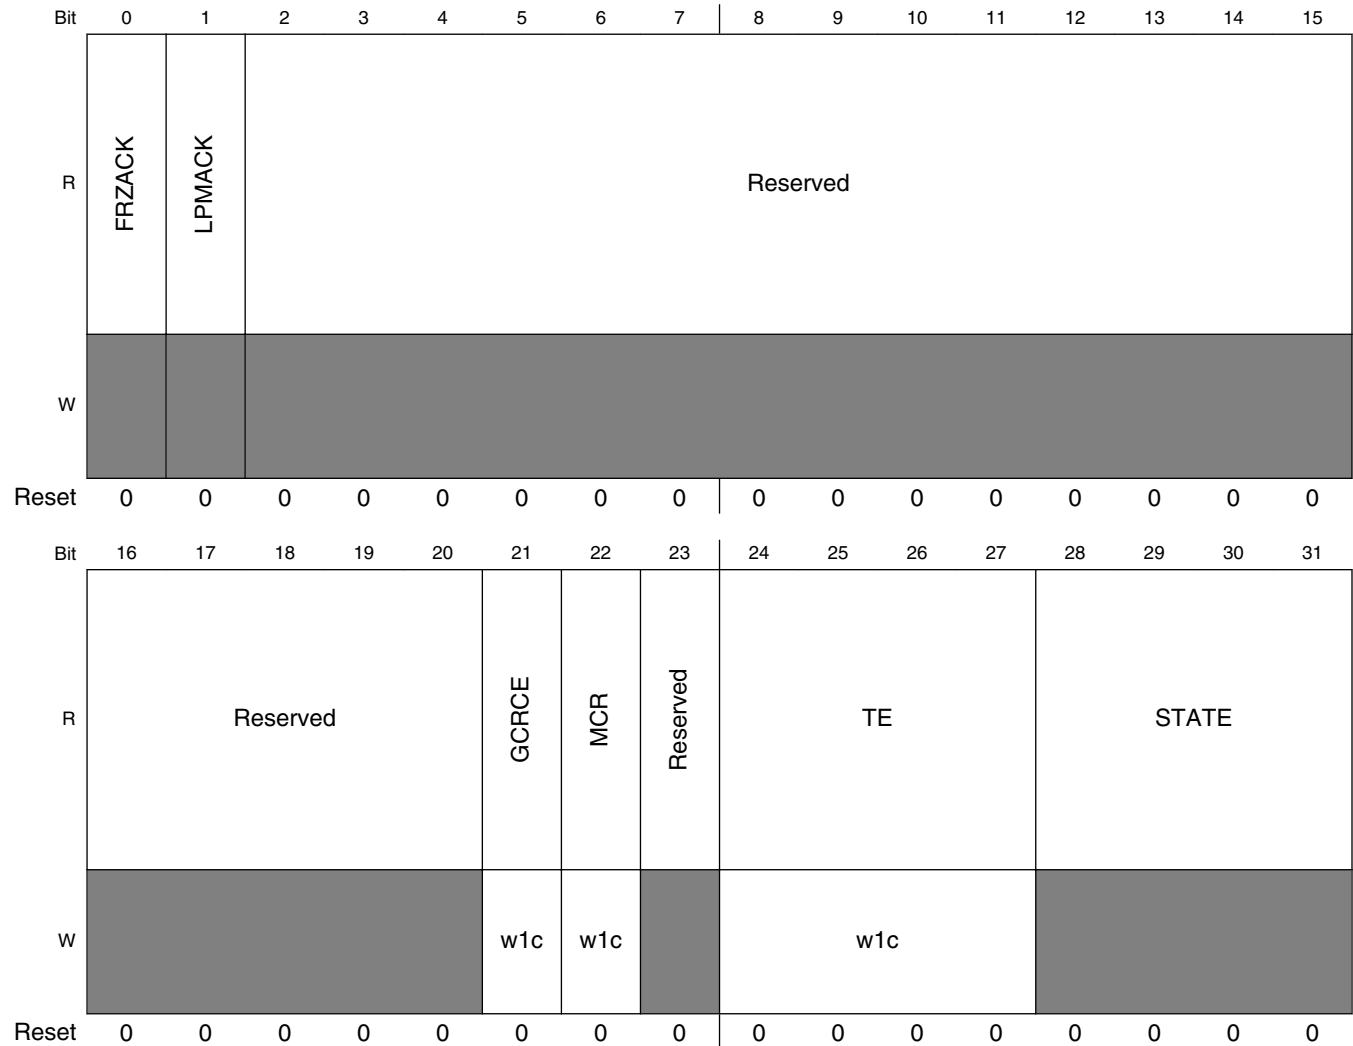 Bit 0 1 2 3 4 5 6 7 8 9 10 11 12 13 14 15
R FRZACK LPMACK Reserved
W
Reset 0 0 0 0 0 0 0 0 0 0 0 0 0 0 0 0
Bit 16 17 18 19 20 21 22 23 24 25 26 27 28 29 30 31
R Reserved GCRCE MCR Reserved TE STATE
W w1c w1c w1c
Reset 0 0 0 0 0 0 0 0 0 0 0 0 0 0 0 0